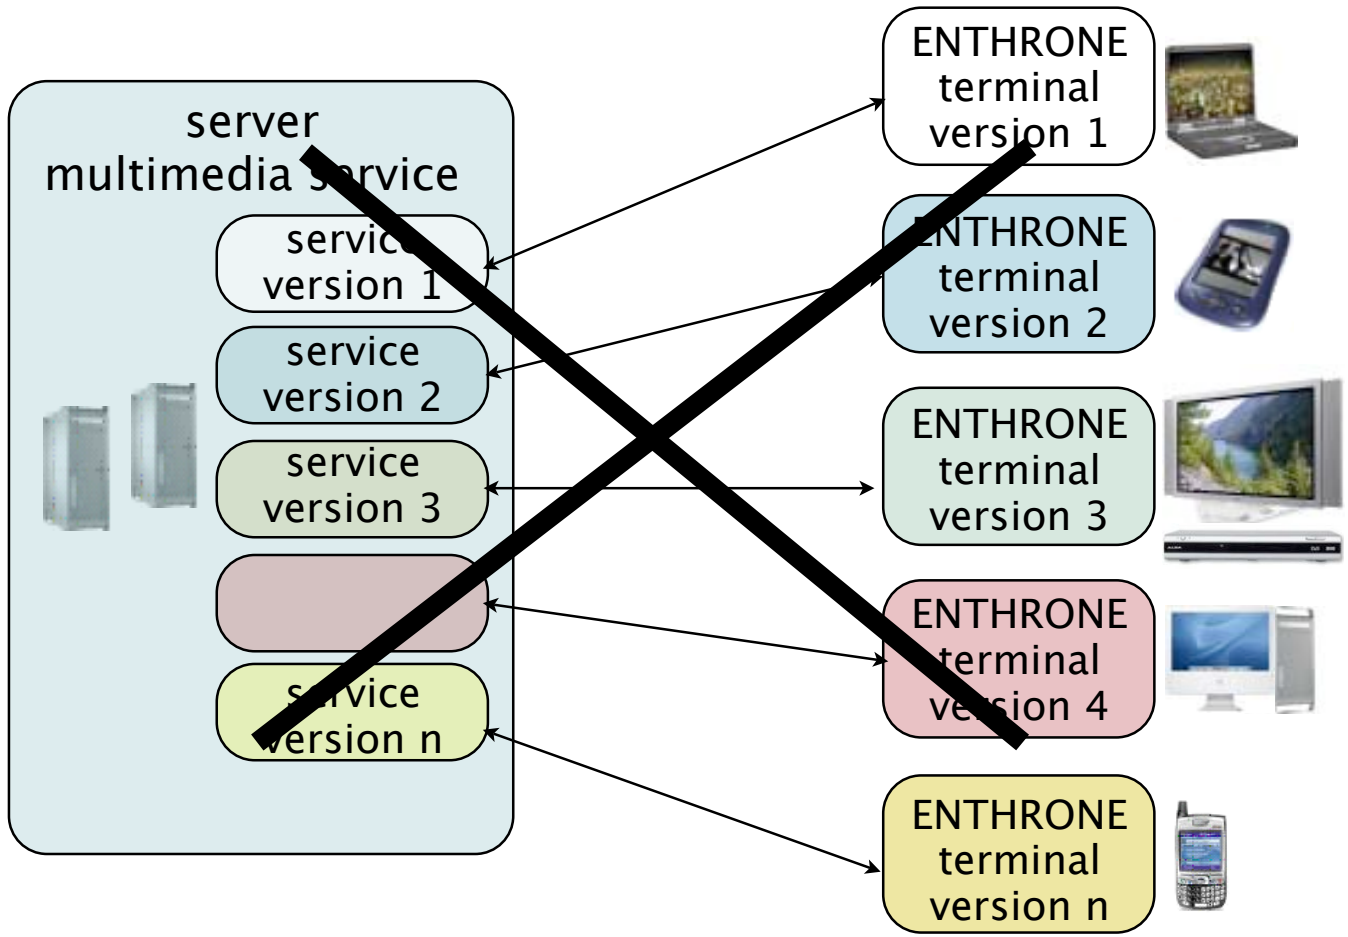 server
multimedia service
service
version 1
service
version 2
service
version 3
service
version n
ENTHRONE
terminal
version 1
ENTHRONE
terminal
version 2
ENTHRONE
terminal
version 3
ENTHRONE
terminal
version 4
ENTHRONE
terminal
version n